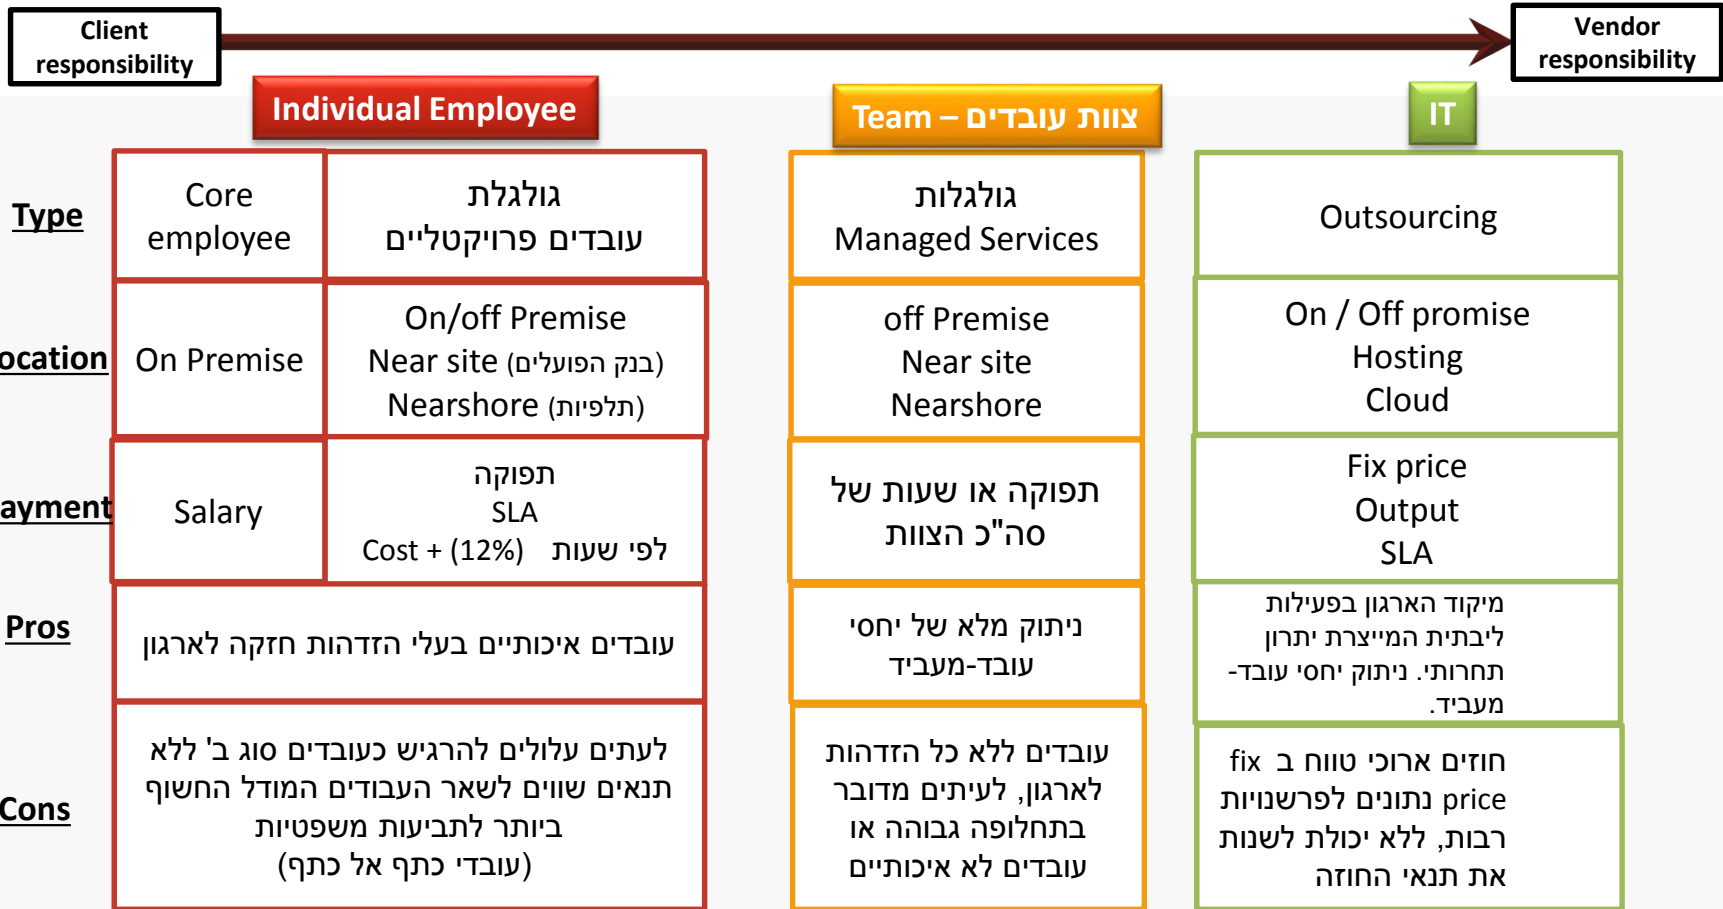 Client
responsibility
Vendor
responsibility
Individual Employee
Team – צוות עובדים
IT
Type
Core
employee
גולגלת
עובדים פרויקטליים
גולגלות
Managed Services
Outsourcing
ocation
On Premise
On/off Premise
Near site (בנק הפועלים)
Nearshore (תלפיות)
off Premise
Near site
Nearshore
On / Off promise
Hosting
Cloud
ayment
Salary
תפוקה
SLA
לפי שעות Cost + (12%)
תפוקה או שעות של
סה"כ הצוות
Fix price
Output
SLA
Pros
עובדים איכותיים בעלי הזדהות חזקה לארגון
ניתוק מלא של יחסי
עובד-מעביד
מיקוד הארגון בפעילות
ליבתית המייצרת יתרון
תחרותי. ניתוק יחסי עובד-
מעביד.
Cons
לעתים עלולים להרגיש כעובדים סוג ב' ללא
תנאים שווים לשאר העבודים המודל החשוף
ביותר לתביעות משפטיות
(עובדי כתף אל כתף)
עובדים ללא כל הזדהות
לארגון, לעיתים מדובר
בתחלופה גבוהה או
עובדים לא איכותיים
חוזים ארוכי טווח ב fix
price נתונים לפרשנויות
רבות, ללא יכולת לשנות
את תנאי החוזה